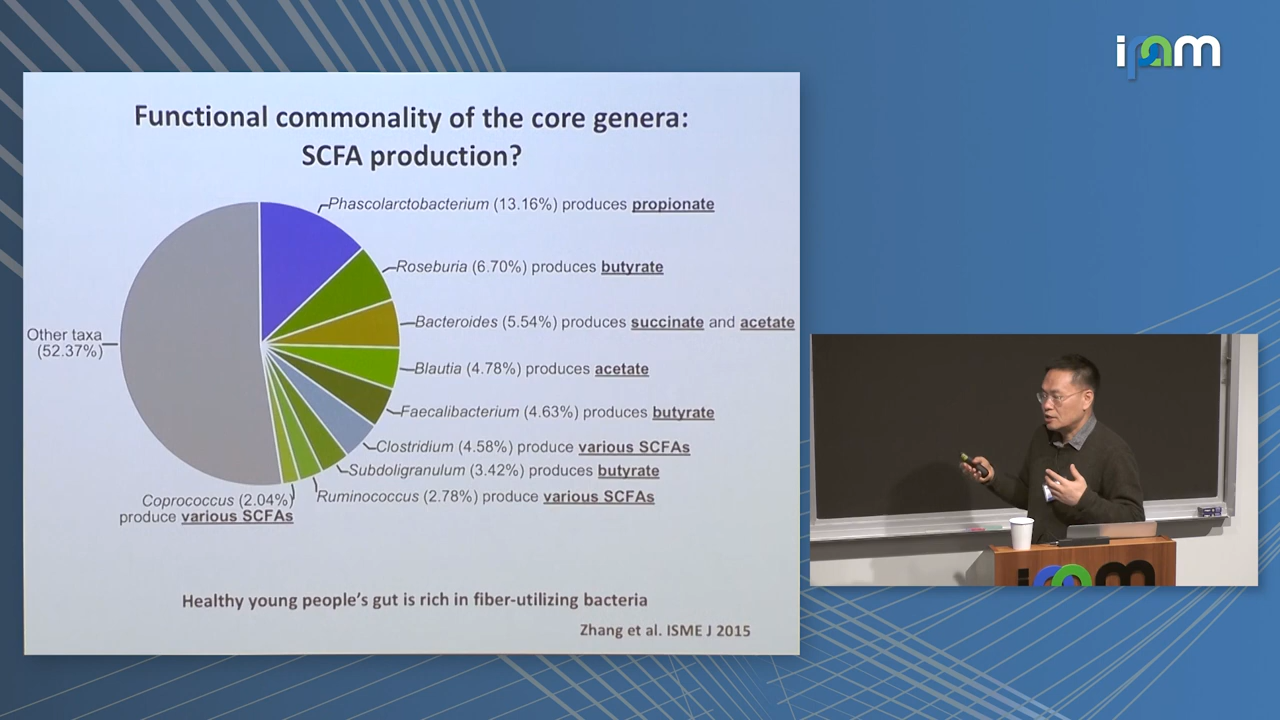 ipam
Functional commonality of the core genera:
SCFA production?
Phascolarctobacterium (13.16%) produces propionate
Roseburia (6.70%) produces butyrate
Bacteroides (5.54%) produces succinate and acetate
Other taxa
(52.37%)
Blautia (4.78%) produces acetate
Faecalibacterium (4.63%) produces butyrate
Clostridium (4.58%) produce various SCFAs
Subdoligranulum (3.42%) produces butyrate
Ruminococcus (2.78%) produce various SCFAs
Coprococcus (2.04%)
produce various SCFAs
Healthy young people's gut is rich in fiber-utilizing bacteria
Zhang et al. ISME J 2015
ipam